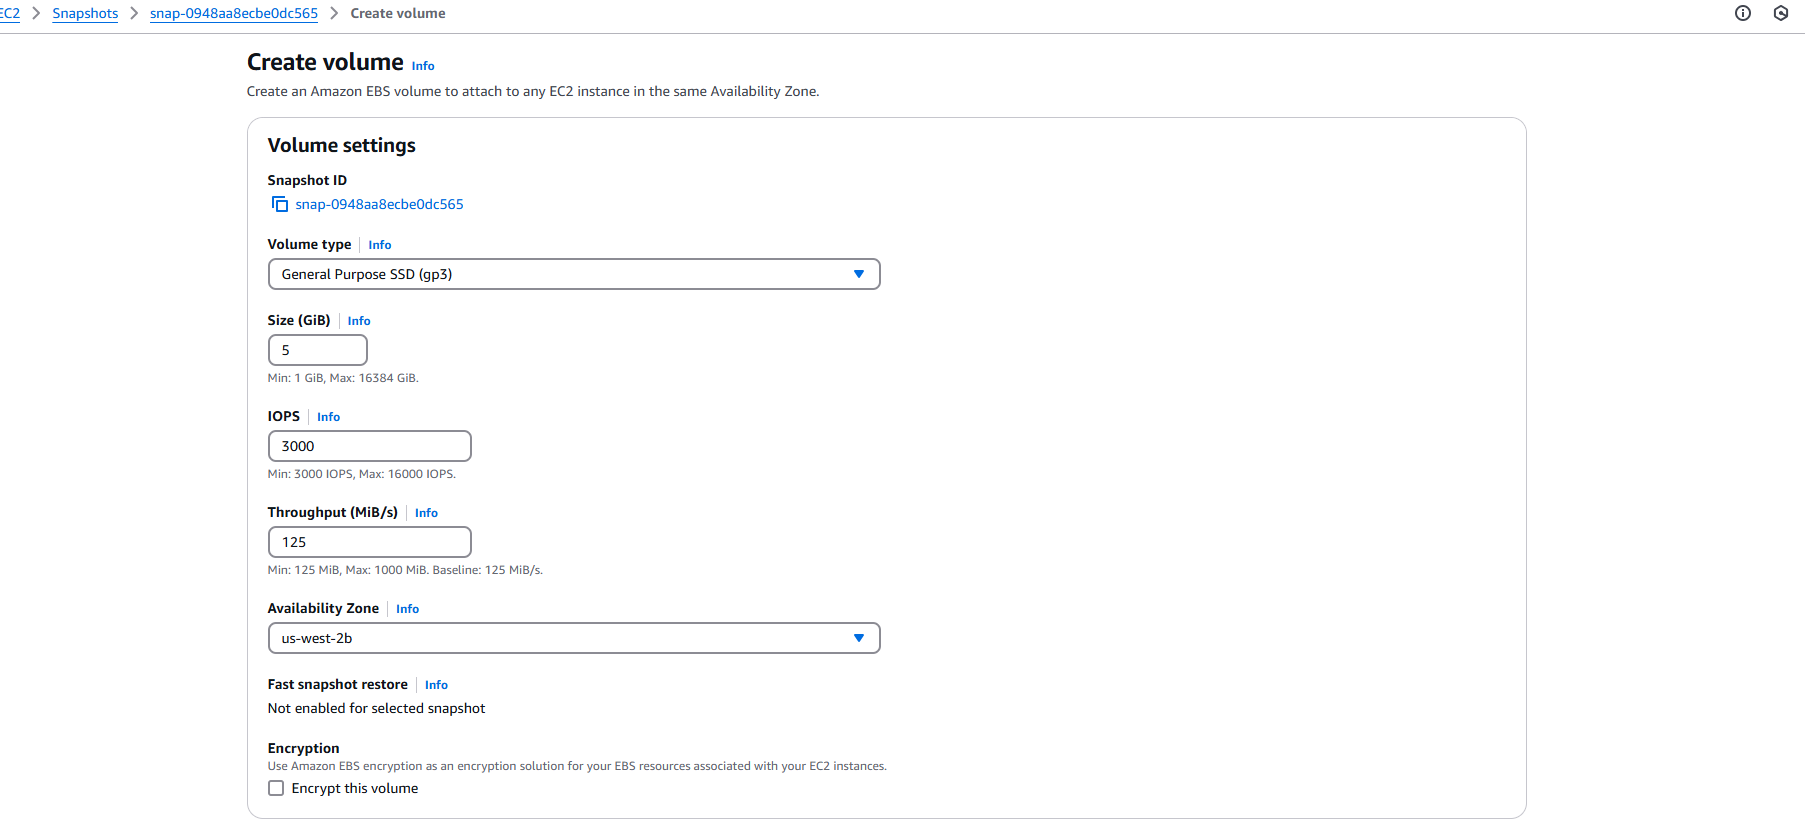 EC2 > Snapshots > snap-0948aa8ecbe0dc565 > Create volume
Create volume Info
Create an Amazon EBS volume to attach to any EC2 instance in the same Availability Zone.
Volume settings
Snapshot ID
snap-0948aa8ecbe0dc565
Volume type | Info
General Purpose SSD (gp3)
Size (GiB) | Info
5
Min: 1 GiB, Max: 16384 GiB.
IOPS | Info
3000
Min: 3000 IOPS, Max: 16000 IOPS.
Throughput (MiB/s) | Info
125
Min: 125 MiB, Max: 1000 MiB. Baseline: 125 MiB/s.
Availability Zone | Info
us-west-2b
Fast snapshot restore | Info
Not enabled for selected snapshot
Encryption
Use Amazon EBS encryption as an encryption solution for your EBS resources associated with your EC2 instances.
Encrypt this volume